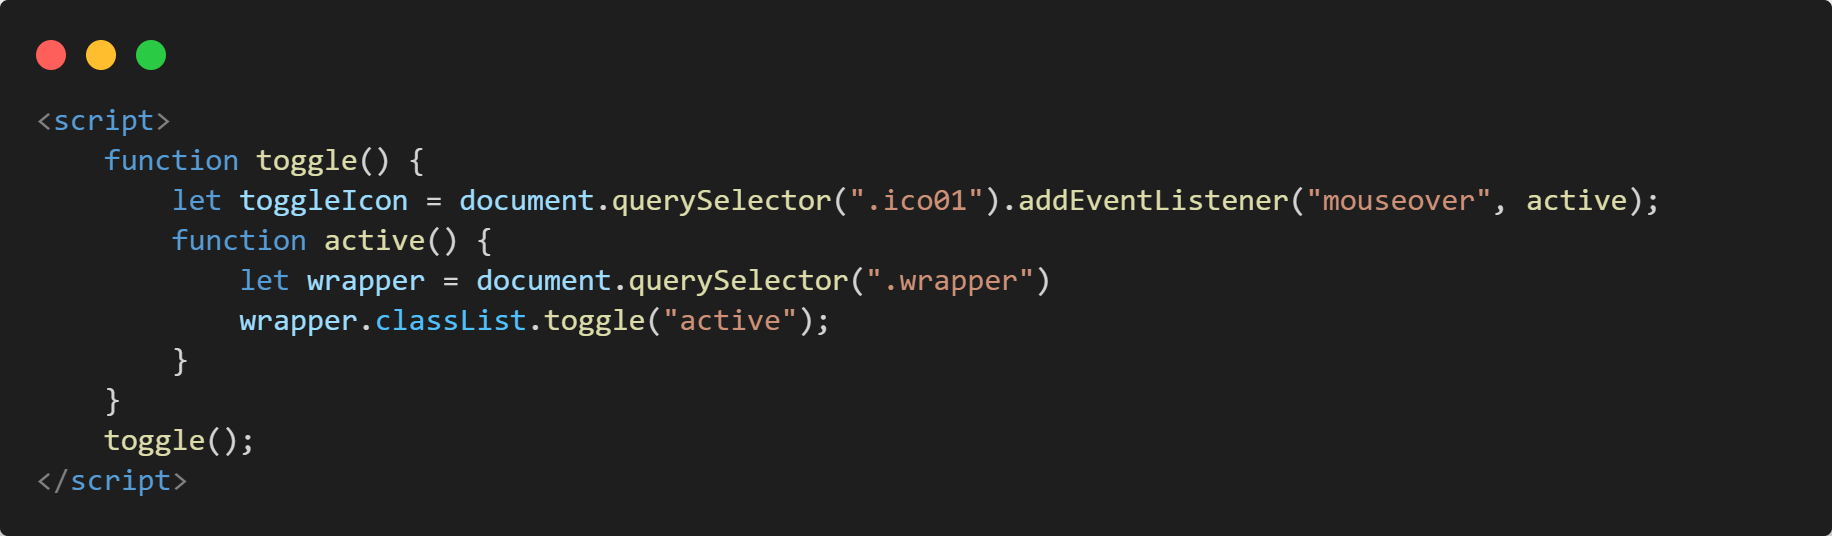 <script>
    function toggle() {
        let toggleIcon = document.querySelector(".ico01").addEventListener("mouseover", active);
        function active() {
            let wrapper = document.querySelector(".wrapper")
            wrapper.classList.toggle("active");
        }
    }
    toggle();
</script>